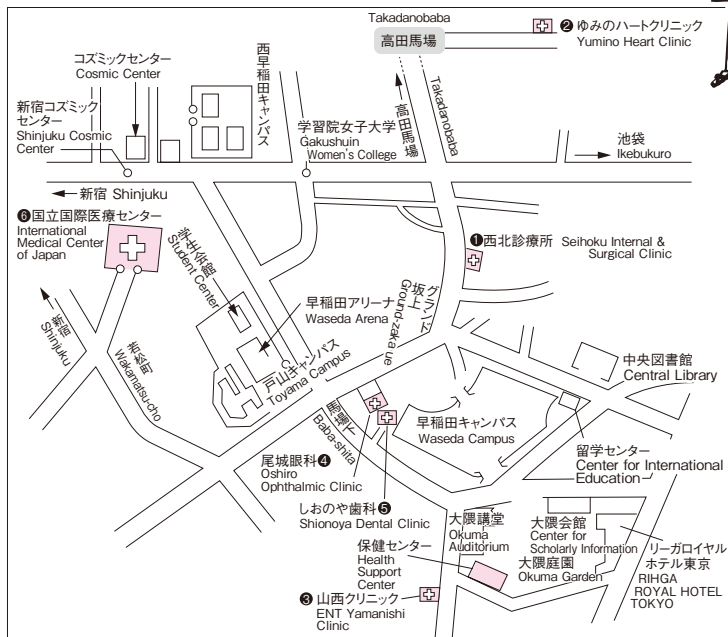 Takadanobaba
高田馬場
❷ ゆみのハートクリニック
Yumino Heart Clinic
コズミックセンター
Cosmic Center
西早稲田キャンパス
新宿コズミック
センター
Shinjuku Cosmic
Center
学習院女子大学
Gakushuin
Women's College
高田馬場
Takadanobaba
池袋
Ikebukuro
新宿 Shinjuku
❻国立国際医療センター
International
Medical Center
of Japan
学生会館
Student Center
❶西北診療所 Seihoku Internal &
Surgical Clinic
グランド
坂上
Ground-zaka ue
新宿
Shinjuku
早稲田アリーナ
Waseda Arena
若松町
Wakamatsu-cho
戸山キャンパス
Toyama Campus
中央図書館
Central Library
馬場下
Baba-shita
早稲田キャンパス
Waseda Campus
尾城眼科❹
Oshiro
Ophthalmic Clinic
留学センター
Center for International
Education
しおのや歯科❺
Shionoya Dental Clinic
大隈講堂
Okuma
Auditorium
大隈会館
Center for
Scholarly Information
大隈庭園
Okuma Garden
リーガロイヤル
ホテル東京
RIHGA
ROYAL HOTEL
TOKYO
保健センター
Health
Support
Center
❸ 山西クリニック
ENT Yamanishi
Clinic